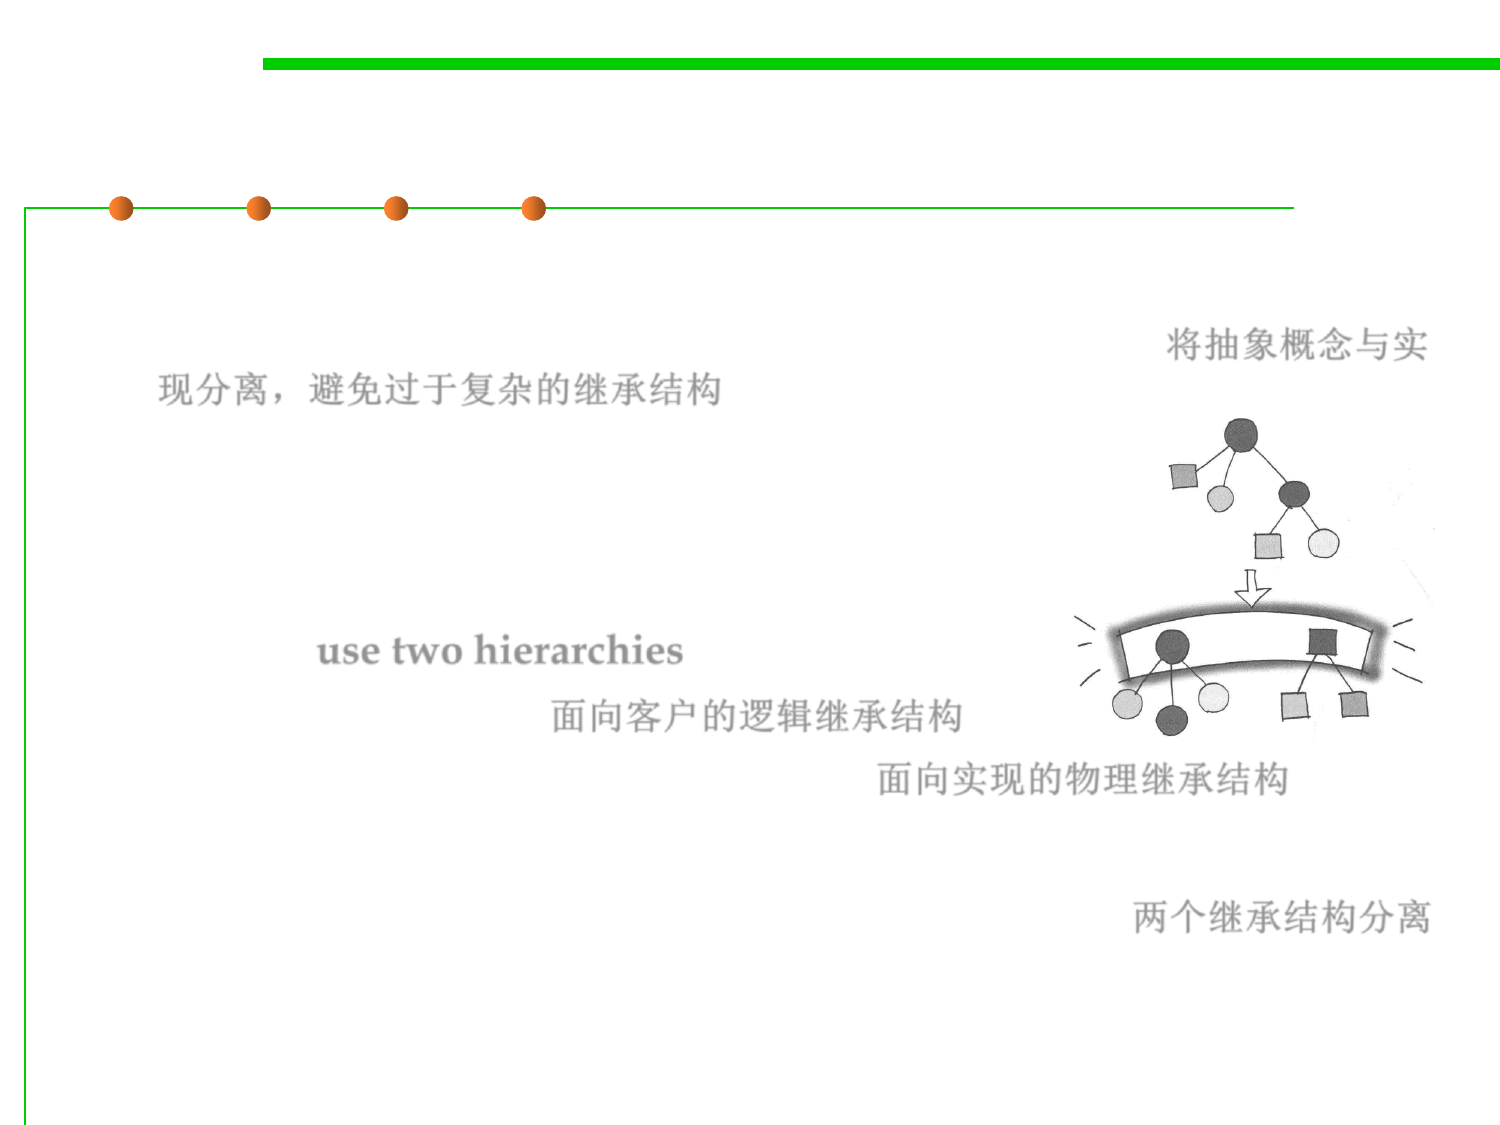 将抽象概念与实
现分离，避免过于复杂的继承结构
use two hierarchies
面向客户的逻辑继承结构
面向实现的物理继承结构
两个继承结构分离